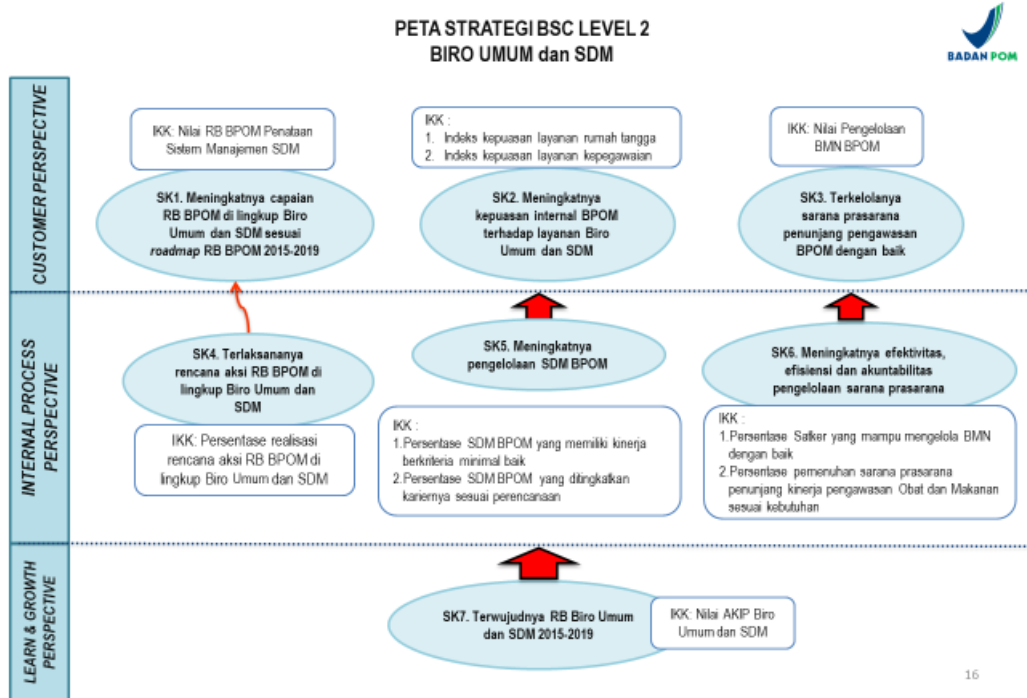 PETA STRATEGI BSC LEVEL 2
BIRO UMUM dan SDM
BADAN POM
CUSTOMER PERSPECTIVE
IKK: Nilai RB BPOM Penataan
Sistem Manajemen SDM
SK1. Meningkatnya capaian
RB BPOM di lingkup Biro
Umum dan SDM sesuai
roadmap RB BPOM 2015-2019
IKK :
1. Indeks kepuasan layanan rumah tangga
2. Indeks kepuasan layanan kepegawaian
SK2. Meningkatnya
kepuasan internal BPOM
terhadap layanan Biro
Umum dan SDM
IKK: Nilai Pengelolaan
BMN BPOM
SK3. Terkelolanya
sarana prasarana
penunjang pengawasan
BPOM dengan baik
INTERNAL PROCESS
PERSPECTIVE
SK4. Terlaksananya
rencana aksi RB BPOM di
lingkup Biro Umum dan
SDM
IKK: Persentase realisasi
rencana aksi RB BPOM di
lingkup Biro Umum dan SDM
SK5. Meningkatnya
pengelolaan SDM BPOM
IKK :
1.Persentase SDM BPOM yang memiliki kinerja
berkriteria minimal baik
2.Persentase SDM BPOM yang ditingkatkan
kariernya sesuai perencanaan
SK6. Meningkatnya efektivitas,
efisiensi dan akuntabilitas
pengelolaan sarana prasarana
IKK :
1.Persentase Satker yang mampu mengelola BMN
dengan baik
2.Persentase pemenuhan sarana prasarana
penunjang kinerja pengawasan Obat dan Makanan
sesuai kebutuhan
LEARN & GROWTH
PERSPECTIVE
SK7. Terwujudnya RB Biro Umum
dan SDM 2015-2019
IKK: Nilai AKIP Biro
Umum dan SDM
16